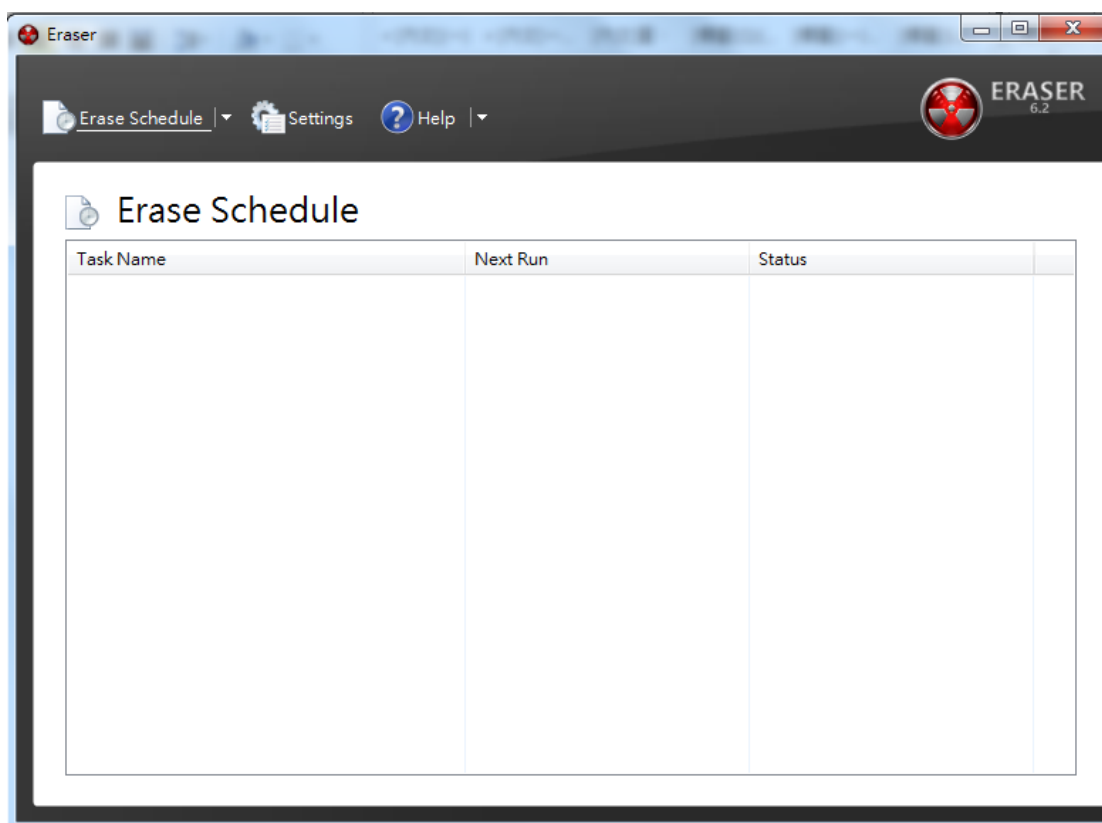 Eraser
ERASER
6.2
Erase Schedule Settings Help
Erase Schedule
Task Name Next Run Status